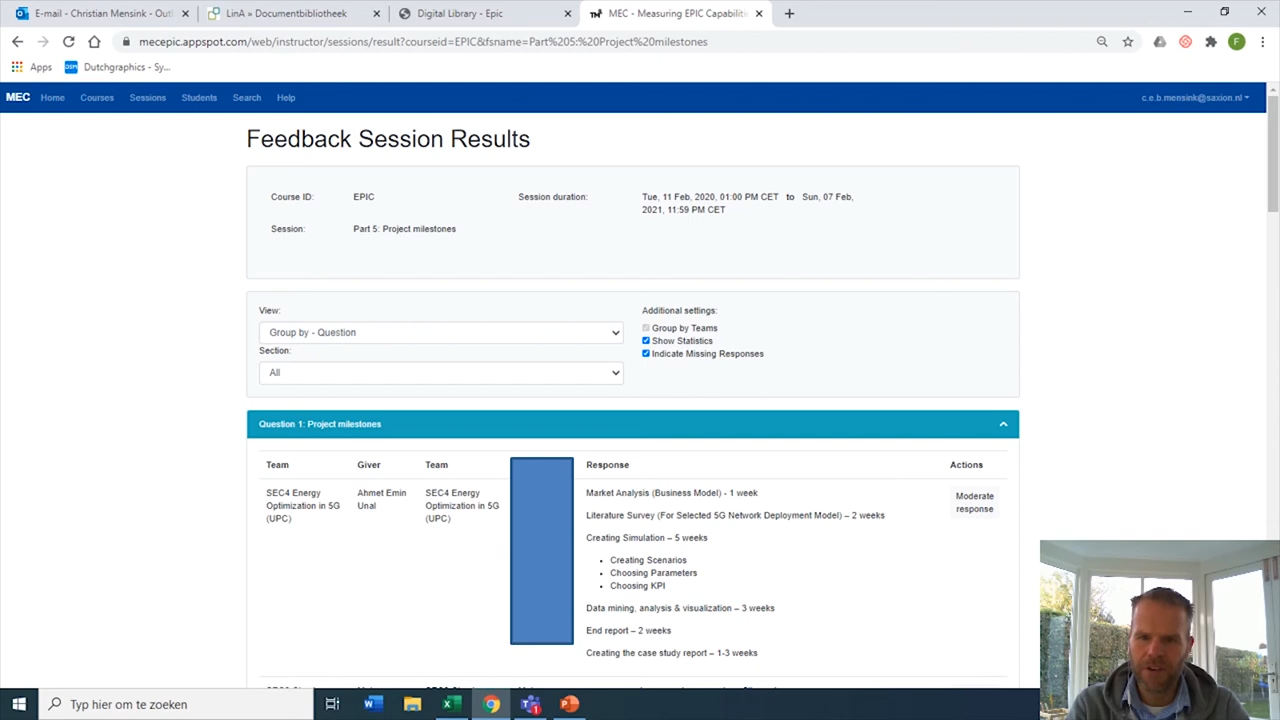 E-mail - Christian Mensink - Out
LinA » Documentbibliotheek
Digital Library - Epic
MEC - Measuring EPIC Capabiliti
mecepic.appspot.com/web/instructor/sessions/result?courseid=EPIC&fsname=Part%205:%20Project%20milestones
F
Apps
DSM
Dutchgraphics - Sy...
MEC Home Courses Sessions Students Search Help
c.e.b.mensink@saxion.nl
Feedback Session Results
Course ID: EPIC
Session duration: Tue, 11 Feb, 2020, 01:00 PM CET to Sun, 07 Feb,
2021, 11:59 PM CET
Session: Part 5: Project milestones
View:
Group by - Question
Section:
All
Additional settings:
Group by Teams
Show Statistics
Indicate Missing Responses
Question 1: Project milestones
Team Giver Team Response Actions
SEC4 Energy
Optimization in 5G
(UPC)
Ahmet Emin
Unal
SEC4 Energy
Optimization in 5G
(UPC)
Market Analysis (Business Model) - 1 week
Literature Survey (For Selected 5G Network Deployment Model) – 2 weeks
Creating Simulation – 5 weeks
• Creating Scenarios
• Choosing Parameters
• Choosing KPI
Data mining, analysis & visualization – 3 weeks
End report – 2 weeks
Creating the case study report – 1-3 weeks
Moderate
response
Typ hier om te zoeken